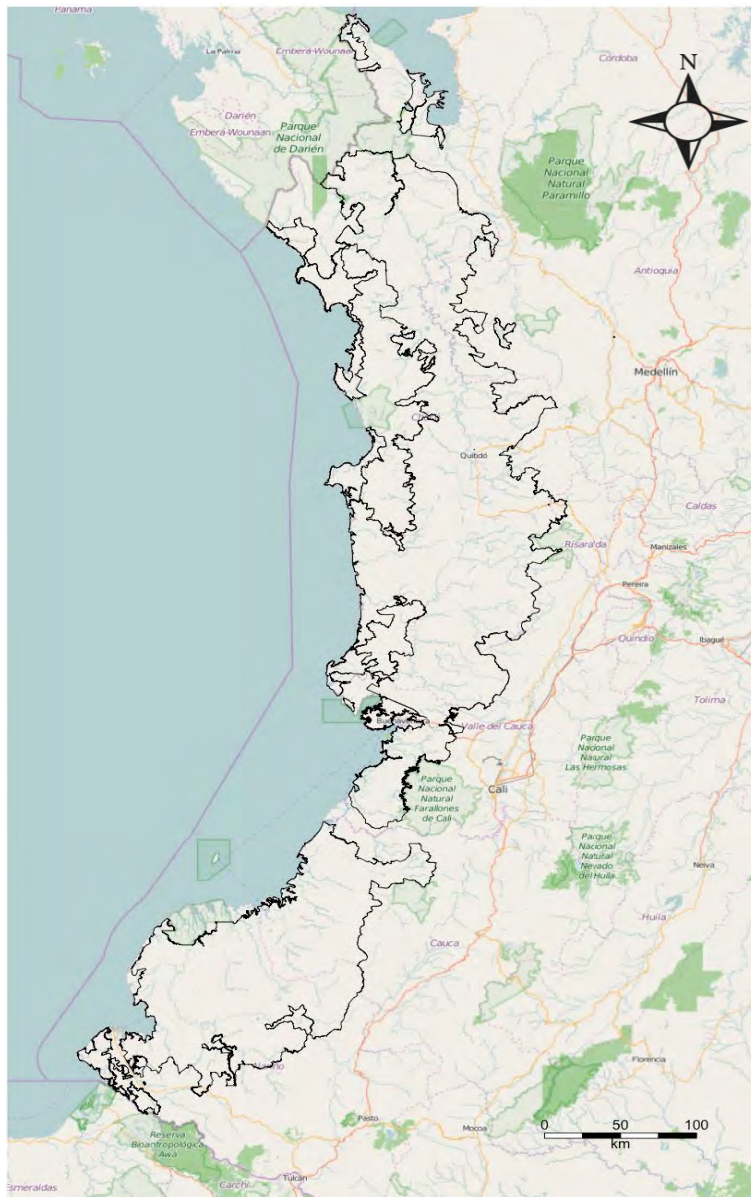 Panamá
La Palma
Emberá-Wounaan
Córdoba
N
Darién
Emberá-Wounaan
Parque
Nacional
de Darién
Parque
Nacional
Natural
Paramillo
Antioquia
Medellín
Quibdó
Caldas
Risaralda
Manizales
Pereira
Quindío
Ibagué
Tolima
Valle del Cauca
Parque
Nacional
Natural
Las Hermosas
Parque
Nacional
Natural
Farallones
de Cali
Cali
Parque
Nacional
Natural
Nevado
del Huila
Neiva
Huila
Cauca
Florencia
Pasto
Mocoa
0 50 100
km
Reserva
Bioantropológica
Awá
Tulcán
Esmeraldas
Carchi